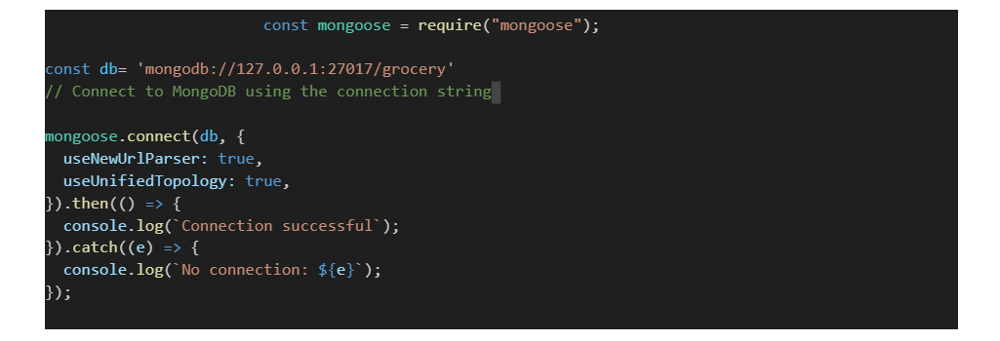 const mongoose = require("mongoose");
const db= 'mongodb://127.0.0.1:27017/grocery'
// Connect to MongoDB using the connection string
mongoose.connect(db, {
  useNewUrlParser: true,
  useUnifiedTopology: true,
}).then(() => {
  console.log(`Connection successful`);
}).catch((e) => {
  console.log(`No connection: ${e}`);
});